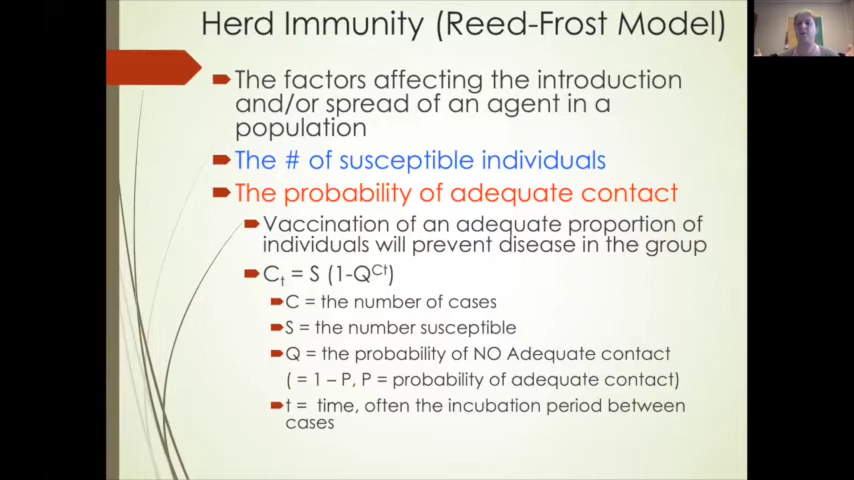 Herd Immunity (Reed-Frost Model)
The factors affecting the introduction
and/or spread of an agent in a
population
The # of susceptible individuals
The probability of adequate contact
Vaccination of an adequate proportion of
individuals will prevent disease in the group
Cₜ = S (1-Q^Ct)
C = the number of cases
S = the number susceptible
Q = the probability of NO Adequate contact
( = 1 – P, P = probability of adequate contact)
t = time, often the incubation period between
cases